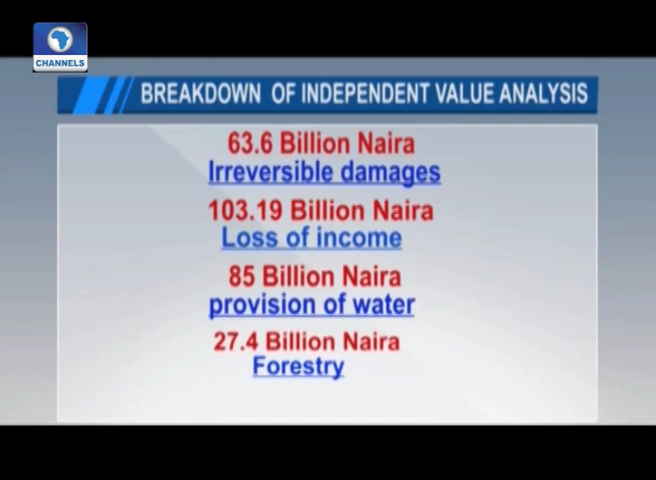 CHANNELS
BREAKDOWN OF INDEPENDENT VALUE ANALYSIS
63.6 Billion Naira
Irreversible damages
103.19 Billion Naira
Loss of income
85 Billion Naira
provision of water
27.4 Billion Naira
Forestry